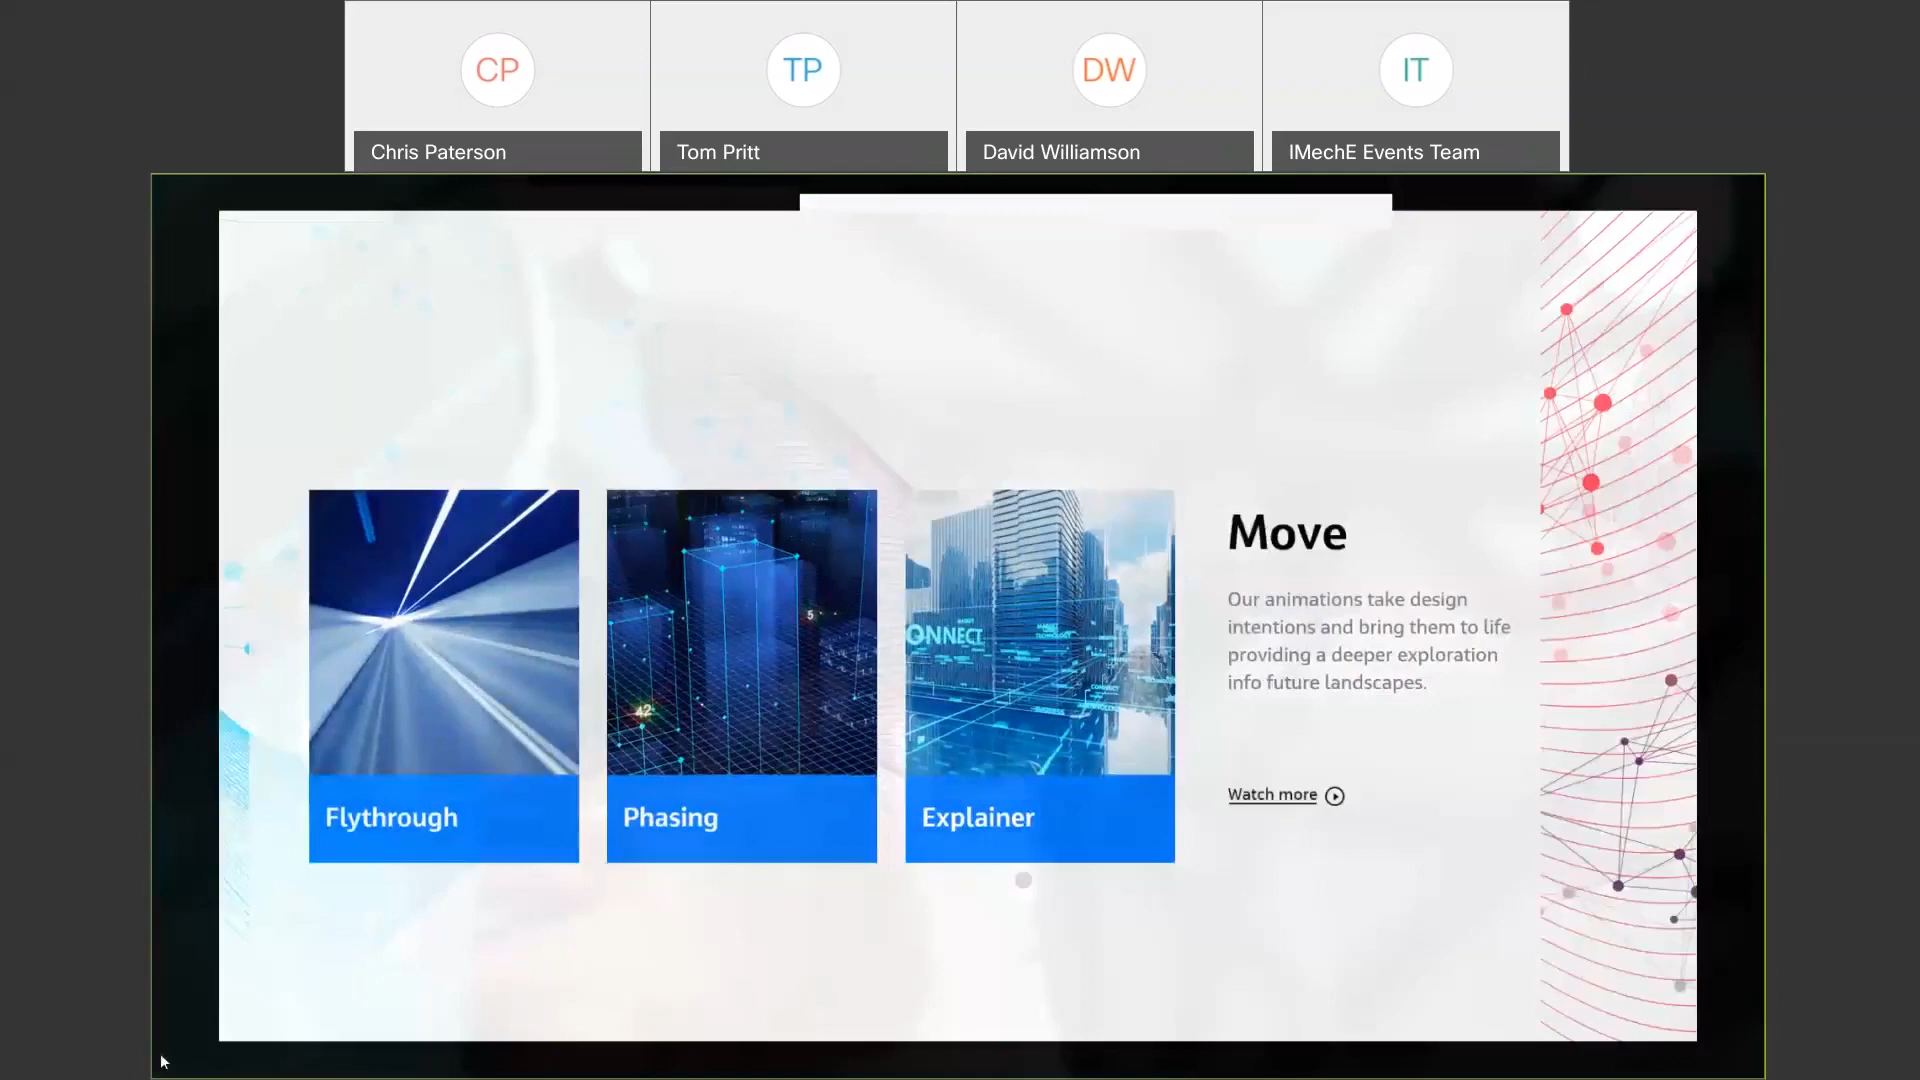 CP
TP
DW
IT
Chris Paterson
Tom Pritt
David Williamson
IMechE Events Team
5
42
ONNECT
Flythrough
Phasing
Explainer
Move
Our animations take design
intentions and bring them to life
providing a deeper exploration
info future landscapes.
Watch more